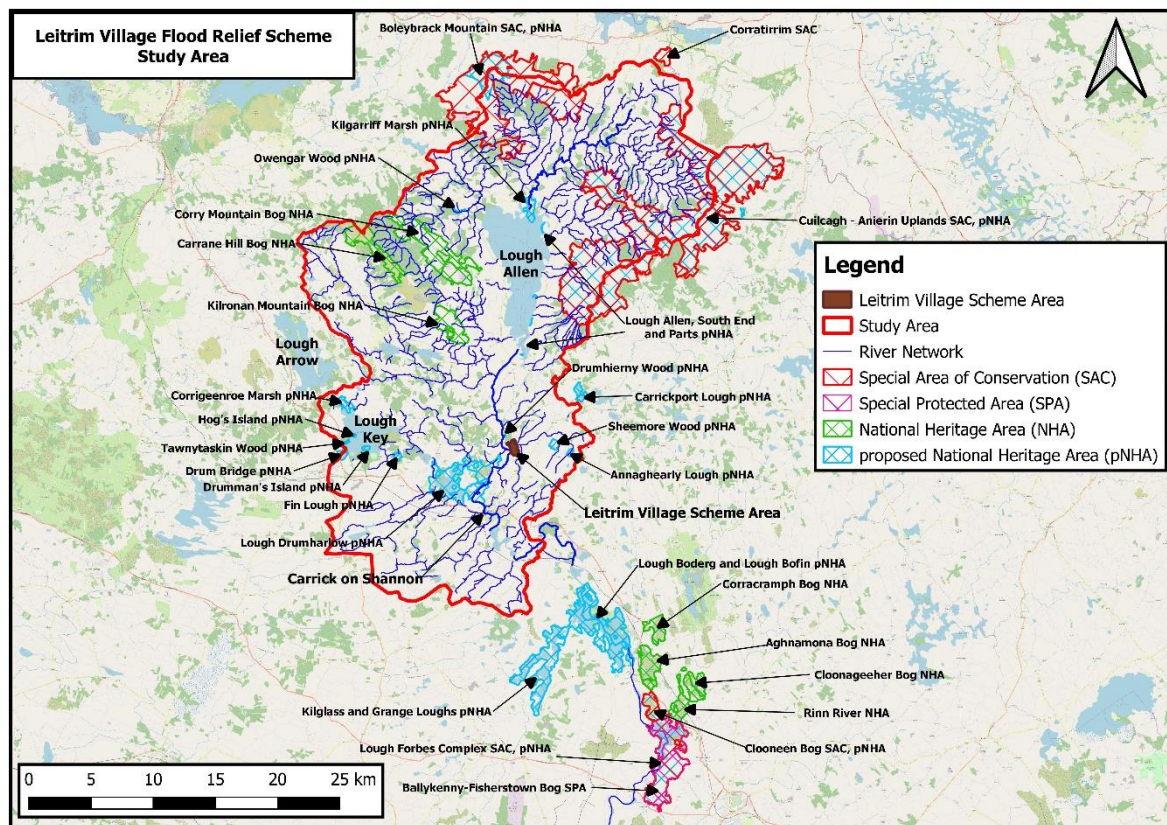 Leitrim Village Flood Relief Scheme
Study Area
Boleybrack Mountain SAC, pNHA
Corratirrim SAC
Kilgarriff Marsh pNHA
Owengar Wood pNHA
Corry Mountain Bog NHA
Carrane Hill Bog NHA
Cuilcagh - Anierin Uplands SAC, pNHA
Lough
Allen
Kilronan Mountain Bog NHA
Lough Allen, South End
and Parts pNHA
Lough
Arrow
Drumhierny Wood pNHA
Corrigeenroe Marsh pNHA
Carrickport Lough pNHA
Hog's Island pNHA
Lough
Key
Sheemore Wood pNHA
Tawnytaskin Wood pNHA
Drum Bridge pNHA
Drumman's Island pNHA
Annaghearly Lough pNHA
Fin Lough pNHA
Leitrim Village Scheme Area
Lough Drumharlow pNHA
Carrick on Shannon
Lough Boderg and Lough Bofin pNHA
Corracramph Bog NHA
Aghnamona Bog NHA
Cloonageeher Bog NHA
Kilglass and Grange Loughs pNHA
Rinn River NHA
Lough Forbes Complex SAC, pNHA
Clooneen Bog SAC, pNHA
Ballykenny-Fisherstown Bog SPA
Legend
Leitrim Village Scheme Area
Study Area
River Network
Special Area of Conservation (SAC)
Special Protected Area (SPA)
National Heritage Area (NHA)
proposed National Heritage Area (pNHA)
0 5 10 15 20 25 km